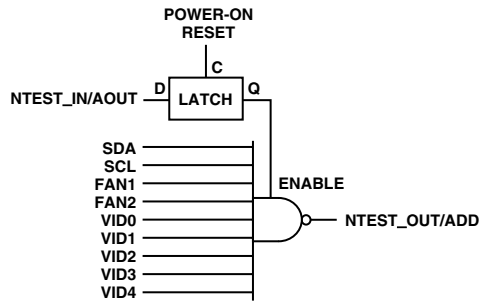 POWER-ON
RESET
C
D
Q
NTEST_IN/AOUT
LATCH
SDA
SCL
FAN1
ENABLE
FAN2
VID0
NTEST_OUT/ADD
VID1
VID2
VID3
VID4